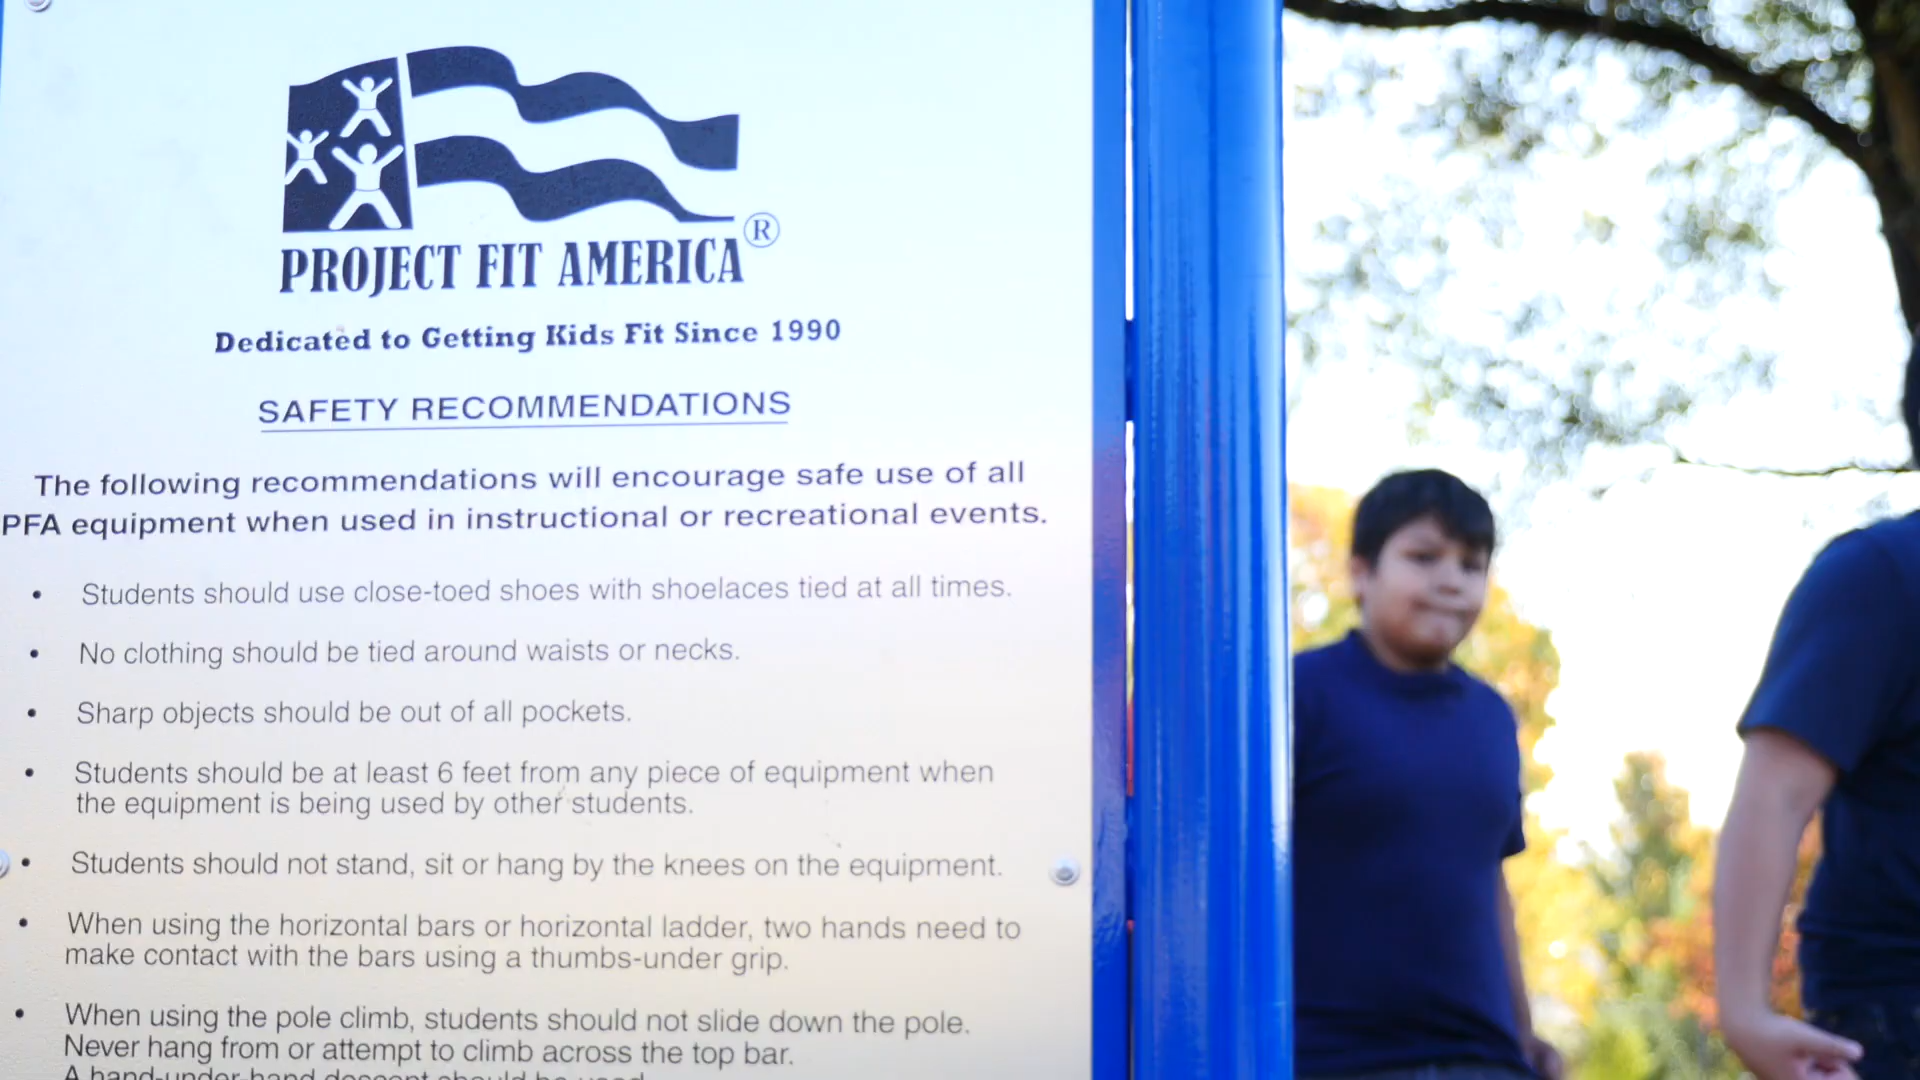 PROJECT FIT AMERICA®
Dedicated to Getting Kids Fit Since 1990
SAFETY RECOMMENDATIONS
The following recommendations will encourage safe use of all
PFA equipment when used in instructional or recreational events.
• Students should use close-toed shoes with shoelaces tied at all times.
• No clothing should be tied around waists or necks.
• Sharp objects should be out of all pockets.
• Students should be at least 6 feet from any piece of equipment when
the equipment is being used by other students.
• Students should not stand, sit or hang by the knees on the equipment.
• When using the horizontal bars or horizontal ladder, two hands need to
make contact with the bars using a thumbs-under grip.
• When using the pole climb, students should not slide down the pole.
Never hang from or attempt to climb across the top bar.
A hand-under-hand descent should be used.